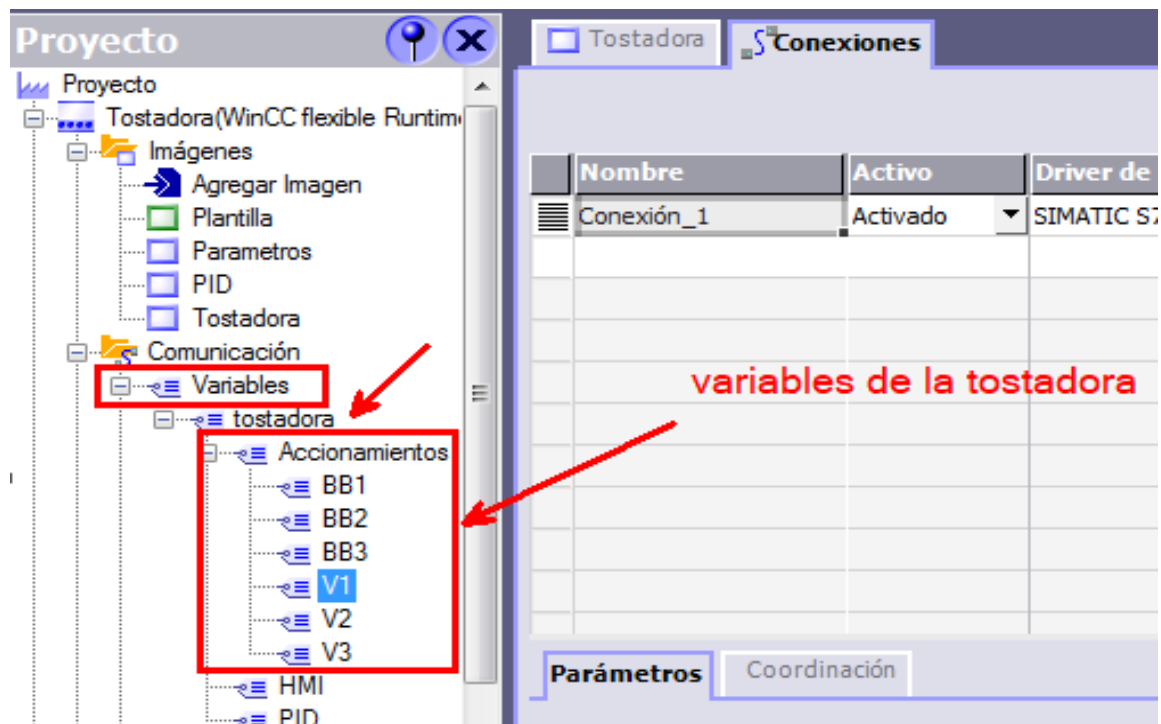 Proyecto
Proyecto
Tostadora(WinCC flexible Runtim
Imágenes
Agregar Imagen
Plantilla
Parametros
PID
Tostadora
Comunicación
Variables
tostadora
Accionamientos
BB1
BB2
BB3
V1
V2
V3
HMI
PID
Tostadora
Conexiones
Nombre Activo Driver de
Conexión_1 Activado SIMATIC S7
variables de la tostadora
Parámetros Coordinación